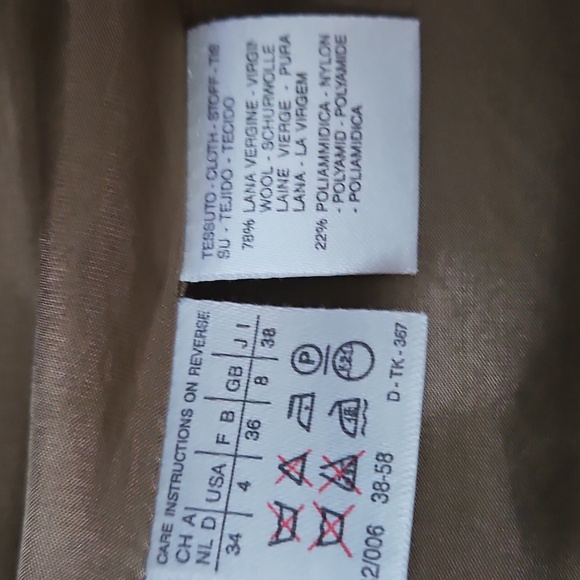 TESSUTO - CLOTH - STOFF - TIS
SU - TEJIDO - TECIDO
78% LANA VERGINE - VIRGIN
WOOL - SCHURWOLLE
LAINE VIERGE - PURA
LANA - LA VIRGEM
22% POLIAMMIDICA - NYLON
- POLYAMID - POLYAMIDE
- POLIAMIDICA
CARE INSTRUCTIONS ON REVERSE
CH A
NL D USA F B GB J I
34 4 36 8 38
P
2/006 38-58 D-TK-367